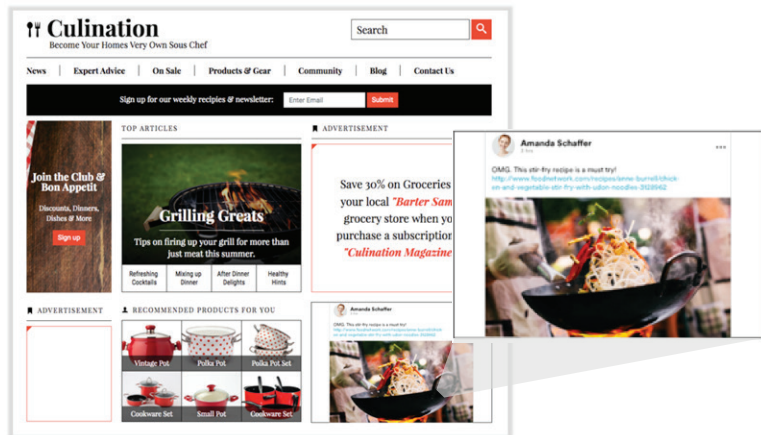 Culination
Become Your Homes Very Own Sous Chef
Search
News
Expert Advice
On Sale
Products & Gear
Community
Blog
Contact Us
Sign up for our weekly recipies & newsletter:
Enter Email
Submit
Join the Club &
Bon Appetit
Discounts, Dinners,
Dishes & More
Sign up
TOP ARTICLES
Grilling Greats
Tips on firing up your grill for more than
just meat this summer.
Refreshing
Cocktails
Mixing up
Dinner
After Dinner
Delights
Healthy
Hints
ADVERTISEMENT
Save 30% on Groceries
your local "Barter Sam
grocery store when yo
purchase a subscription
"Culination Magazine
Amanda Schaffer
OMG. This stir-fry recipe is a must try!
http://www.foodnetwork.com/recipes/anne-burrell/chick
en-and-vegetable-stir-fry-with-udon-noodles-3128962
ADVERTISEMENT
RECOMMENDED PRODUCTS FOR YOU
Vintage Pot
Polka Pot
Polka Pot Set
Cookware Set
Small Pot
Cookware Set
Amanda Schaffer
OMG. This stir-fry recipe is a must try!